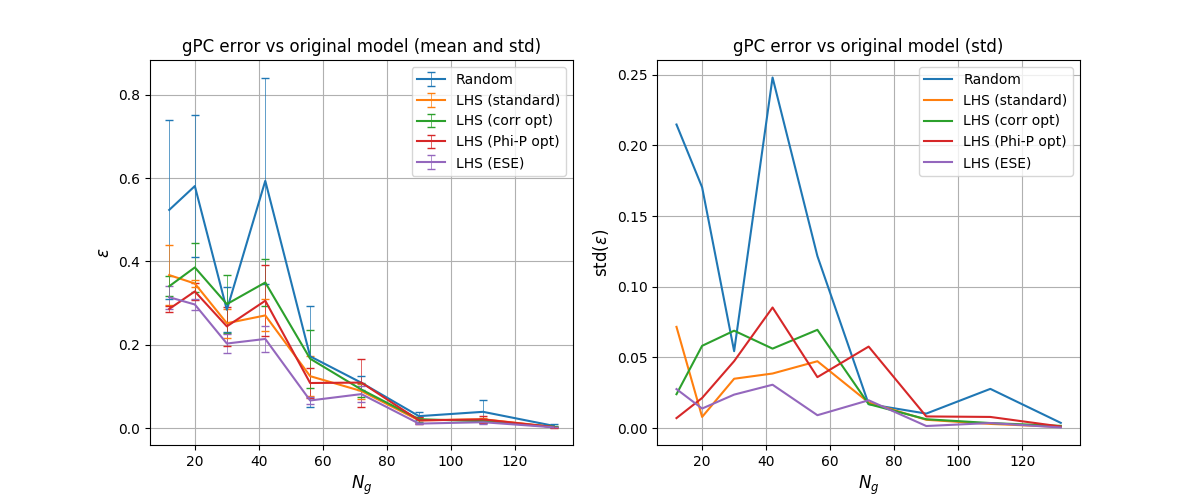 gPC error vs original model (mean and std)
0.8
0.6
0.4
0.2
0.0
ε
20 40 60 80 100 120
N_g
Random
LHS (standard)
LHS (corr opt)
LHS (Phi-P opt)
LHS (ESE)
gPC error vs original model (std)
0.25
0.20
0.15
0.10
0.05
0.00
std(ε)
20 40 60 80 100 120
N_g
Random
LHS (standard)
LHS (corr opt)
LHS (Phi-P opt)
LHS (ESE)